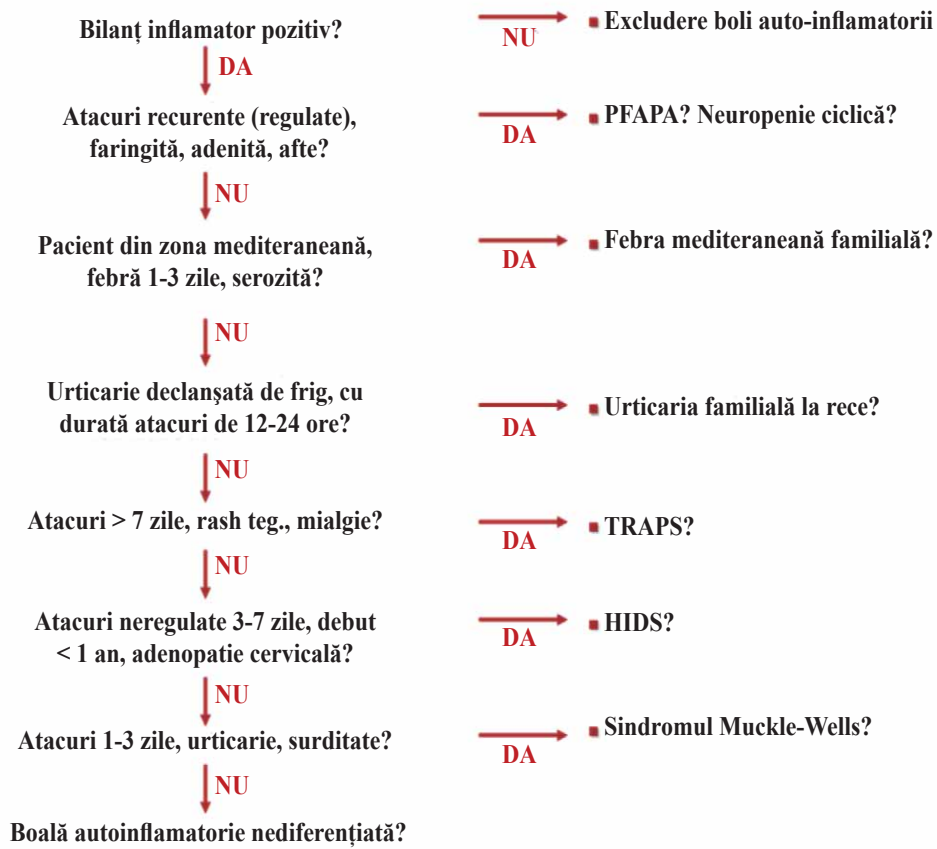 Bilanț inflamator pozitiv?
NU
▪ Excludere boli auto-inflamatorii
DA
Atacuri recurente (regulate),
faringită, adenită, afte?
DA
▪ PFAPA? Neuropenie ciclică?
NU
Pacient din zona mediteraneană,
febră 1-3 zile, serozită?
DA
▪ Febra mediteraneană familială?
NU
Urticarie declanşată de frig, cu
durată atacuri de 12-24 ore?
DA
▪ Urticaria familială la rece?
NU
Atacuri > 7 zile, rash teg., mialgie?
DA
▪ TRAPS?
NU
Atacuri neregulate 3-7 zile, debut
< 1 an, adenopatie cervicală?
DA
▪ HIDS?
NU
Atacuri 1-3 zile, urticarie, surditate?
DA
▪ Sindromul Muckle-Wells?
NU
Boală autoinflamatorie nediferențiată?